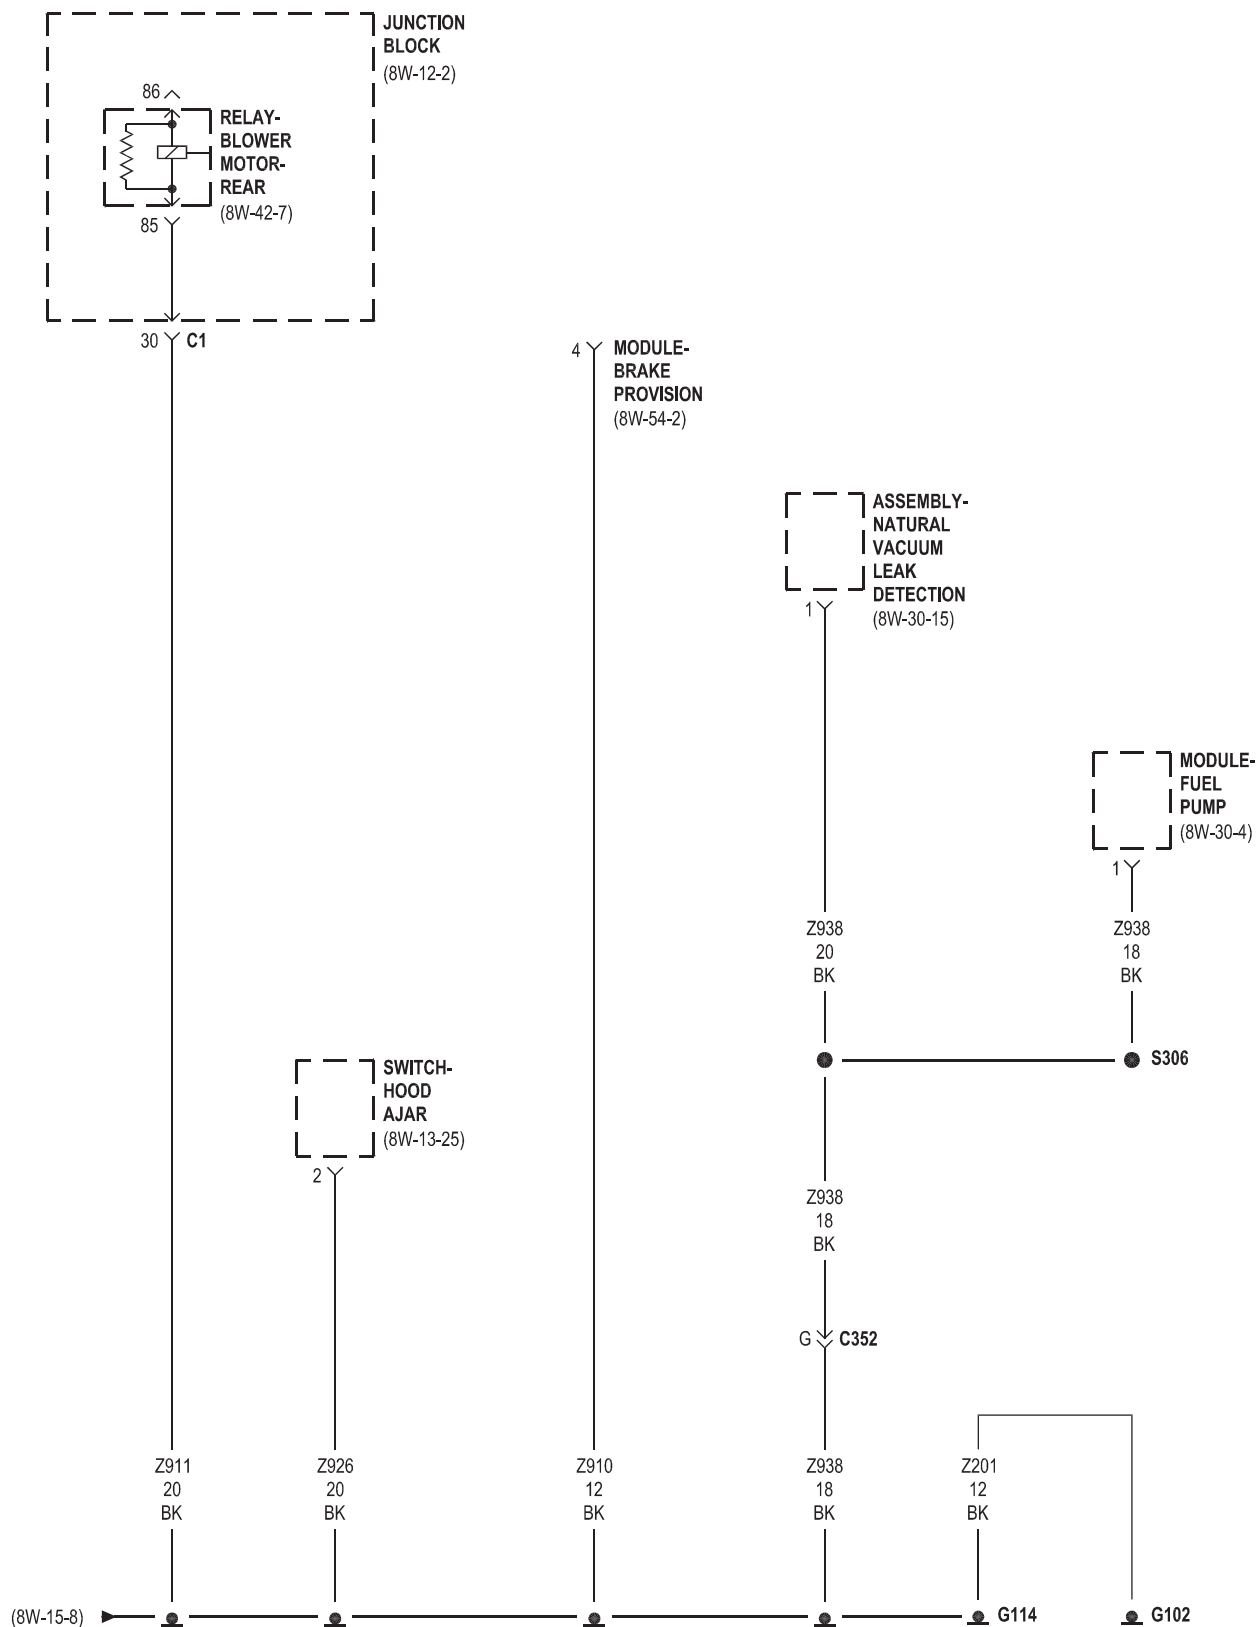 JUNCTION
BLOCK
(8W-12-2)
86
RELAY-
BLOWER
MOTOR-
REAR
(8W-42-7)
85
30
C1
4
MODULE-
BRAKE
PROVISION
(8W-54-2)
ASSEMBLY-
NATURAL
VACUUM
LEAK
DETECTION
(8W-30-15)
1
MODULE-
FUEL
PUMP
(8W-30-4)
1
Z938
20
BK
Z938
18
BK
S306
SWITCH-
HOOD
AJAR
(8W-13-25)
2
Z938
18
BK
G
C352
Z911
20
BK
Z926
20
BK
Z910
12
BK
Z938
18
BK
Z201
12
BK
(8W-15-8)
G114
G102